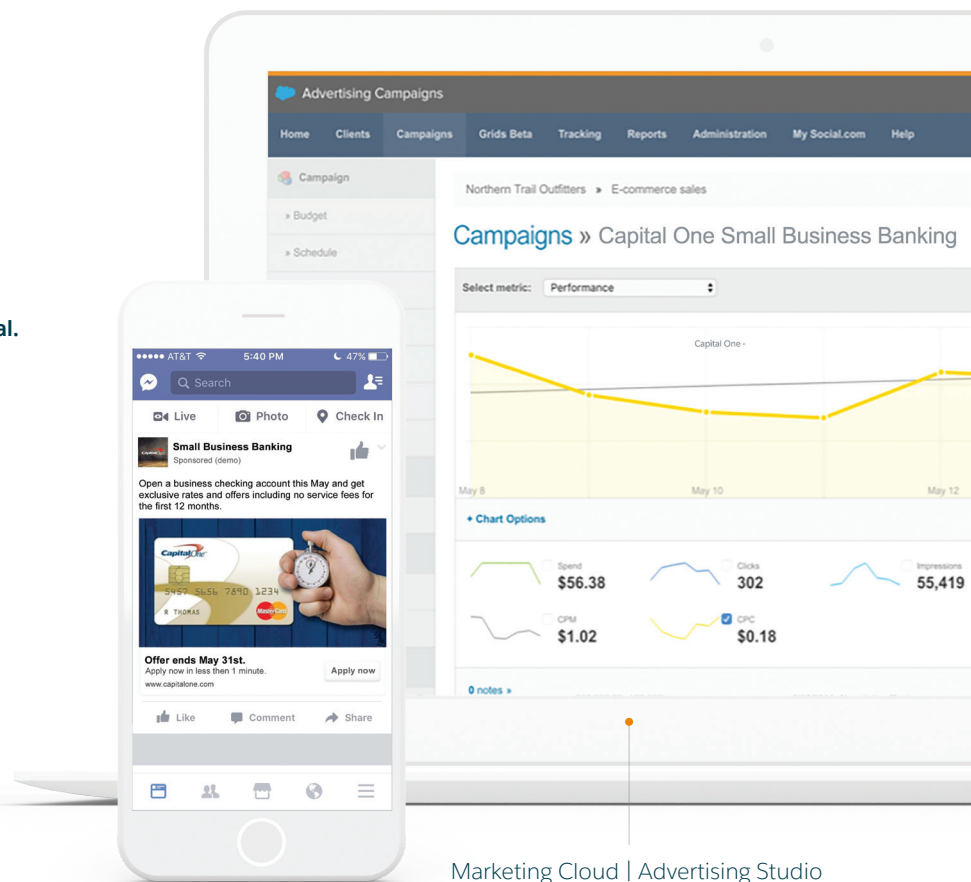 al.
Advertising Campaigns
Home Clients Campaigns Grids Beta Tracking Reports Administration My Social.com Help
Campaign
» Budget
» Schedule
Northern Trail Outfitters » E-commerce sales
Campaigns » Capital One Small Business Banking
Select metric: Performance
Capital One -
May 8 May 10 May 12
+ Chart Options
Spend
$56.38
Clicks
302
Impressions
55,419
CPM
$1.02
CPC
$0.18
0 notes »
AT&T 5:40 PM 47%
Search
Live Photo Check In
Small Business Banking
Sponsored (demo)
Open a business checking account this May and get
exclusive rates and offers including no service fees for
the first 12 months.
CapitalOne
5457 5656 7890 1234
R THOMAS
MasterCard
Offer ends May 31st.
Apply now in less then 1 minute.
www.capitalone.com
Apply now
Like Comment Share
Marketing Cloud | Advertising Studio